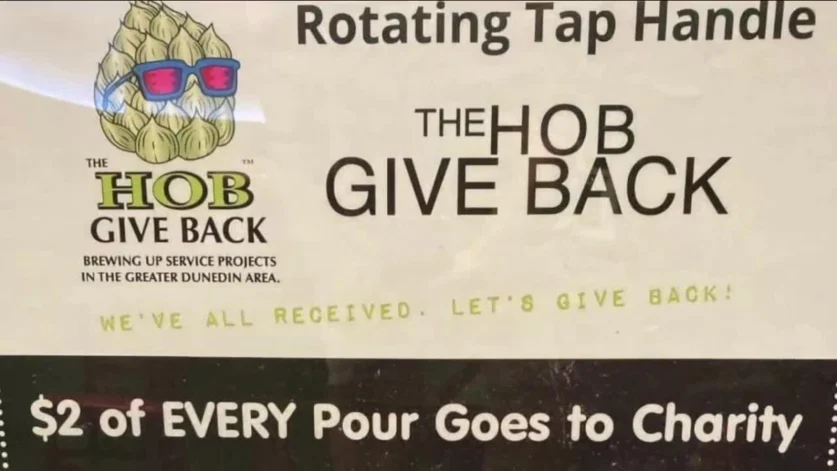 Rotating Tap Handle
THE HOB
GIVE BACK
THE ™
HOB
GIVE BACK
BREWING UP SERVICE PROJECTS
IN THE GREATER DUNEDIN AREA.
WE'VE ALL RECEIVED. LET'S GIVE BACK!
$2 of EVERY Pour Goes to Charity